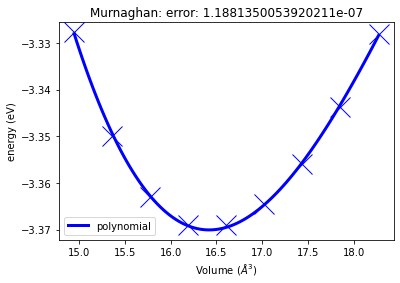 Murnaghan: error: 1.1881350053920211e-07
energy (eV)
−3.33
−3.34
−3.35
−3.36
−3.37
polynomial
15.0 15.5 16.0 16.5 17.0 17.5 18.0
Volume (Å³)